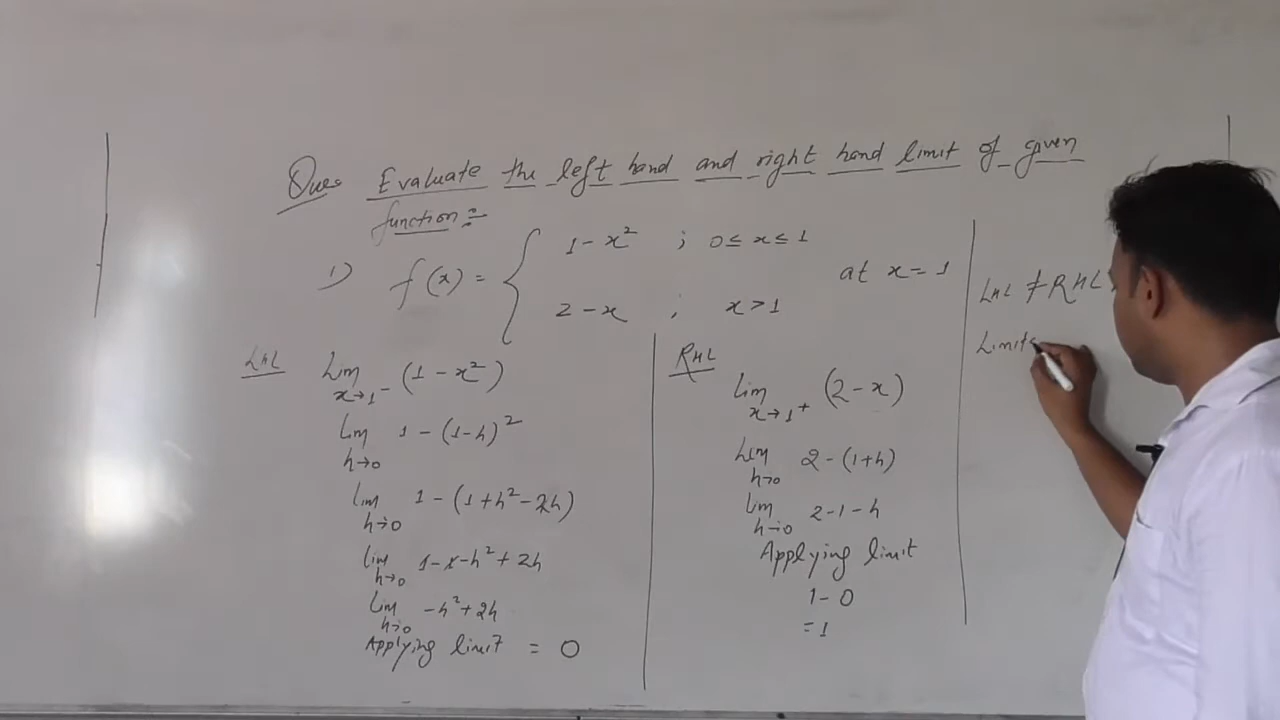 Ques Evaluate the left hand and right hand limit of given
function:-
1) f(x) = { 1 - x² ; 0 ≤ x ≤ 1
2 - x ; x > 1
at x = 1
LHL lim x→1⁻ (1 - x²)
lim h→0 1 - (1-h)²
lim h→0 1 - (1 + h² - 2h)
lim h→0 1 - 1 - h² + 2h
lim h→0 -h² + 2h
Applying limit = 0
RHL
lim x→1⁺ (2 - x)
lim h→0 2 - (1+h)
lim h→0 2 - 1 - h
Applying limit
1 - 0
= 1
LHL ≠ RHL
Limits